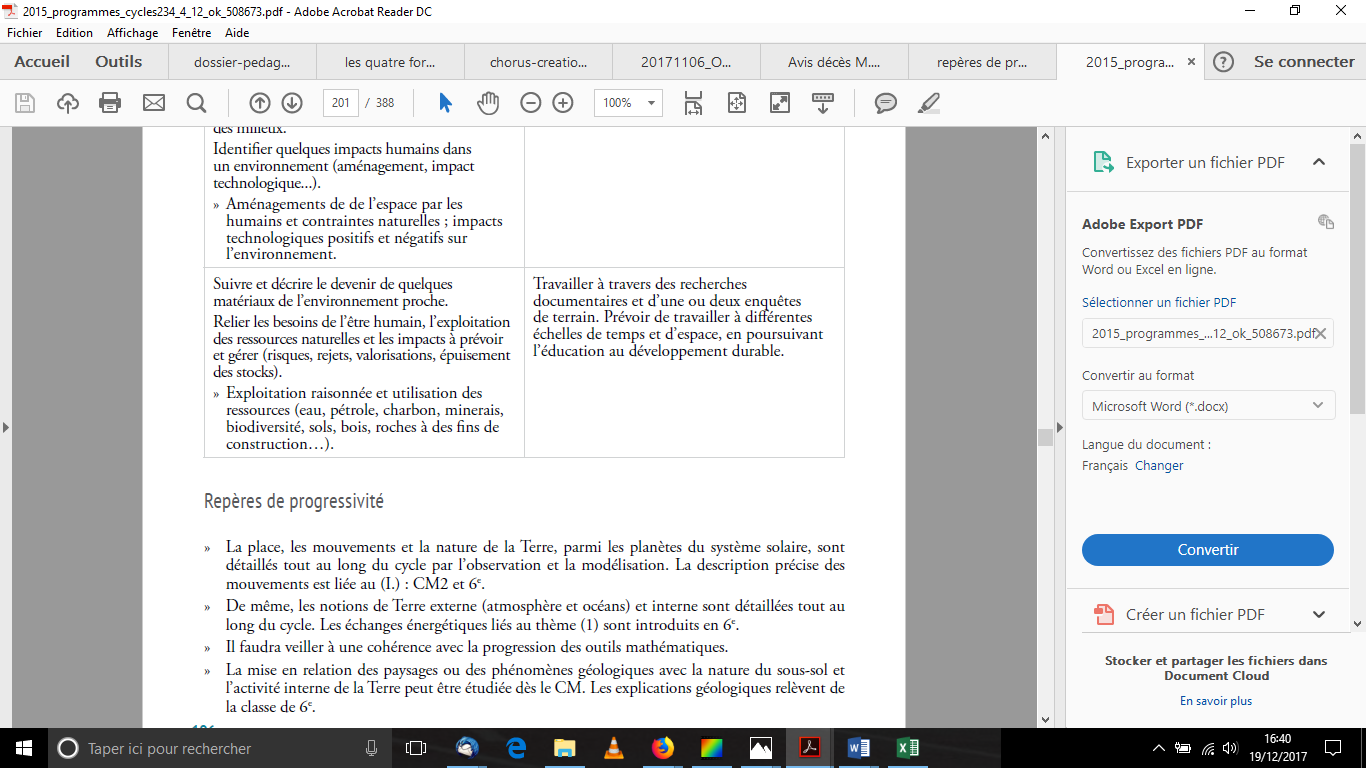 2015_programmes_cycles234_4_12_ok_508673.pdf - Adobe Acrobat Reader DC
Fichier Edition Affichage Fenêtre Aide
Accueil Outils dossier-pedag... les quatre for... chorus-creatio... 20171106_O... Avis décès M.... repères de pr... 2015_progra... × ? Se connecter
201 / 388 100%
des milieux.
Identifier quelques impacts humains dans
un environnement (aménagement, impact
technologique...).
» Aménagements de de l’espace par les
humains et contraintes naturelles ; impacts
technologiques positifs et négatifs sur
l’environnement.
Suivre et décrire le devenir de quelques
matériaux de l’environnement proche.
Relier les besoins de l’être humain, l’exploitation
des ressources naturelles et les impacts à prévoir
et gérer (risques, rejets, valorisations, épuisement
des stocks).
» Exploitation raisonnée et utilisation des
ressources (eau, pétrole, charbon, minerais,
biodiversité, sols, bois, roches à des fins de
construction…).
Travailler à travers des recherches
documentaires et d’une ou deux enquêtes
de terrain. Prévoir de travailler à différentes
échelles de temps et d’espace, en poursuivant
l’éducation au développement durable.
Repères de progressivité
» La place, les mouvements et la nature de la Terre, parmi les planètes du système solaire, sont
détaillés tout au long du cycle par l’observation et la modélisation. La description précise des
mouvements est liée au (I.) : CM2 et 6e.
» De même, les notions de Terre externe (atmosphère et océans) et interne sont détaillées tout au
long du cycle. Les échanges énergétiques liés au thème (1) sont introduits en 6e.
» Il faudra veiller à une cohérence avec la progression des outils mathématiques.
» La mise en relation des paysages ou des phénomènes géologiques avec la nature du sous-sol et
l’activité interne de la Terre peut être étudiée dès le CM. Les explications géologiques relèvent de
la classe de 6e.
Exporter un fichier PDF
Adobe Export PDF
Convertissez des fichiers PDF au format
Word ou Excel en ligne.
Sélectionner un fichier PDF
2015_programmes_...12_ok_508673.pdf
Convertir au format
Microsoft Word (*.docx)
Langue du document :
Français Changer
Convertir
Créer un fichier PDF
Stocker et partager les fichiers dans
Document Cloud
En savoir plus
Taper ici pour rechercher
16:40
19/12/2017